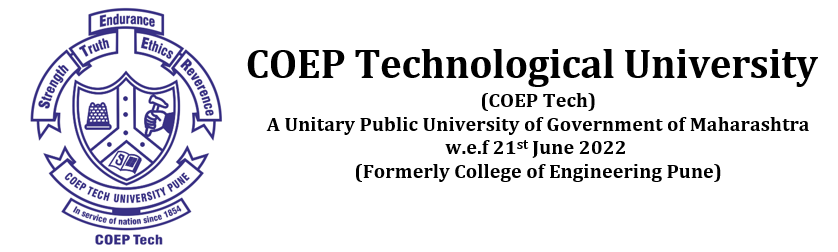 Endurance
Truth Ethics
Strength Reverence
COEP TECH UNIVERSITY PUNE
In service of nation since 1854
COEP Tech
COEP Technological University
(COEP Tech)
A Unitary Public University of Government of Maharashtra
w.e.f 21st June 2022
(Formerly College of Engineering Pune)